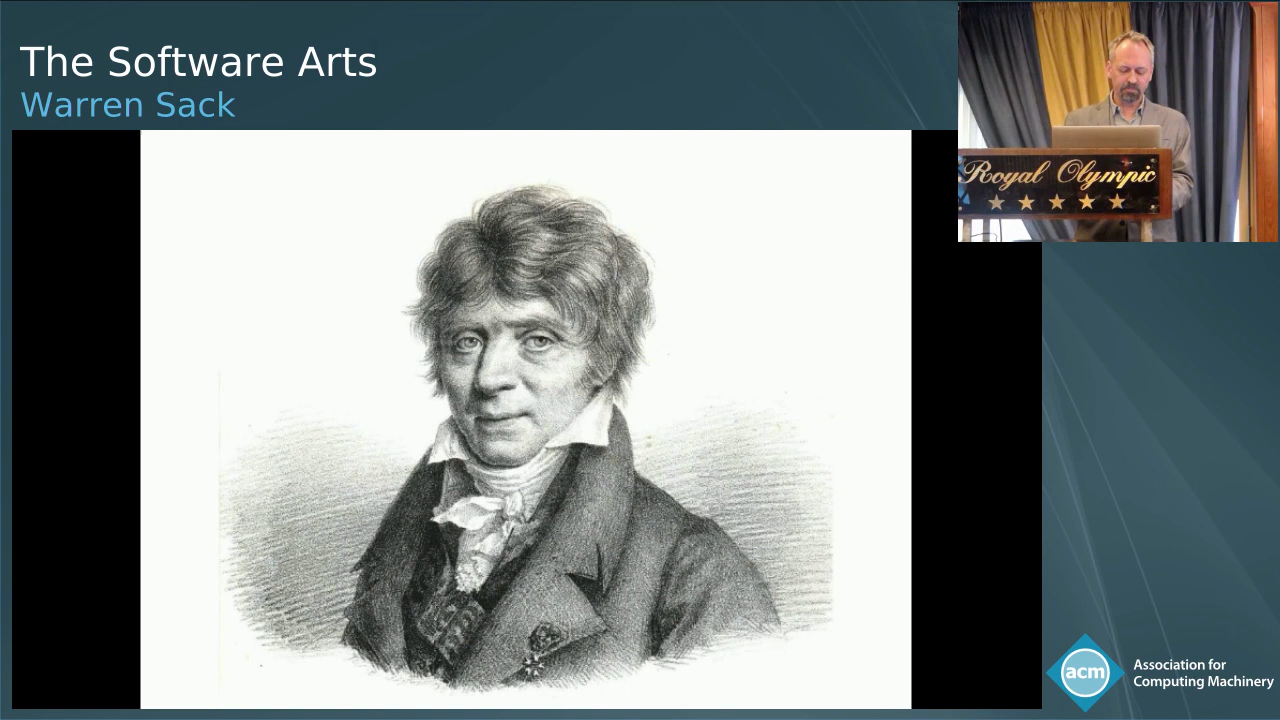 The Software Arts
Warren Sack
Royal Olympic
acm
Association for
Computing Machinery